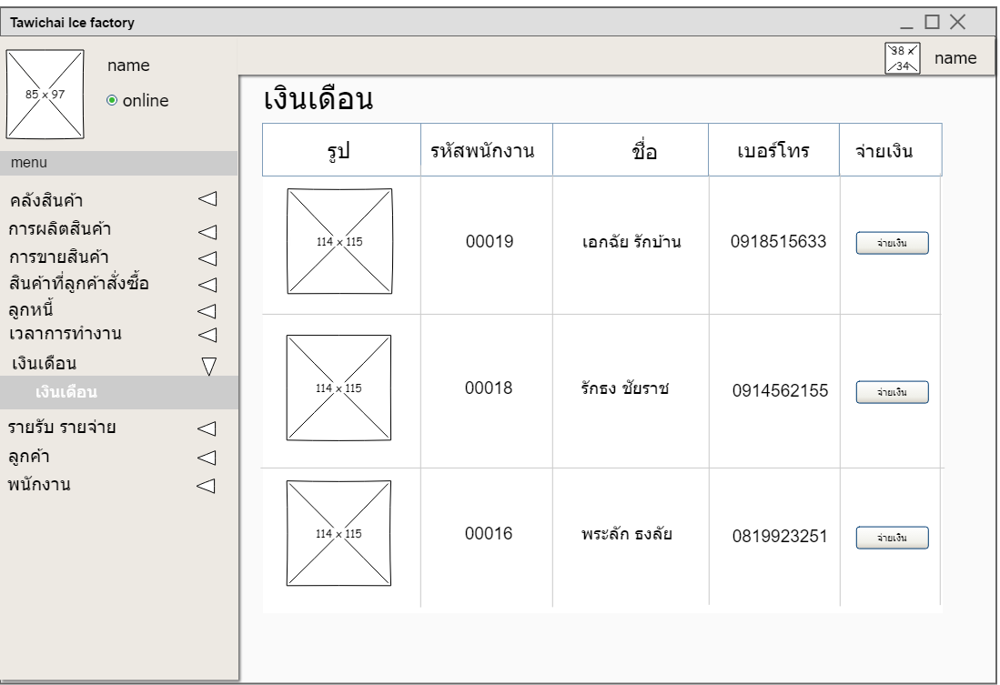 Tawichai Ice factory
38 x 34
name
85 x 97
name
online
menu
คลังสินค้า
การผลิตสินค้า
การขายสินค้า
สินค้าที่ลูกค้าสั่งซื้อ
ลูกหนี้
เวลาการทำงาน
เงินเดือน
เงินเดือน
รายรับ รายจ่าย
ลูกค้า
พนักงาน
เงินเดือน
รูป รหัสพนักงาน ชื่อ เบอร์โทร จ่ายเงิน
114 x 115 00019 เอกฉัย รักบ้าน 0918515633 จ่ายเงิน
114 x 115 00018 รักธง ชัยราช 0914562155 จ่ายเงิน
114 x 115 00016 พระลัก ธงลัย 0819923251 จ่ายเงิน